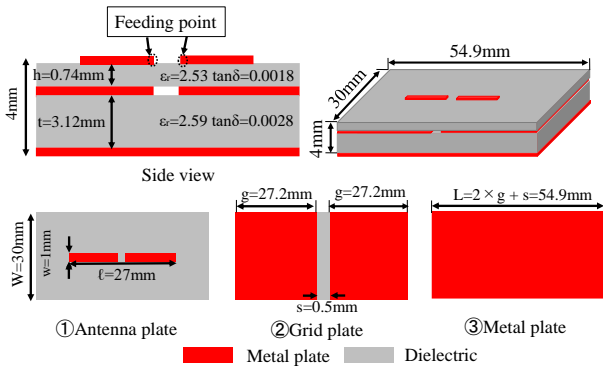 Feeding point
h=0.74mm
εr=2.53 tanδ=0.0018
4mm
t=3.12mm
εr=2.59 tanδ=0.0028
Side view
54.9mm
30mm
4mm
W=30mm
w=1mm
ℓ=27mm
①Antenna plate
g=27.2mm
g=27.2mm
s=0.5mm
②Grid plate
L=2×g + s=54.9mm
③Metal plate
Metal plate
Dielectric